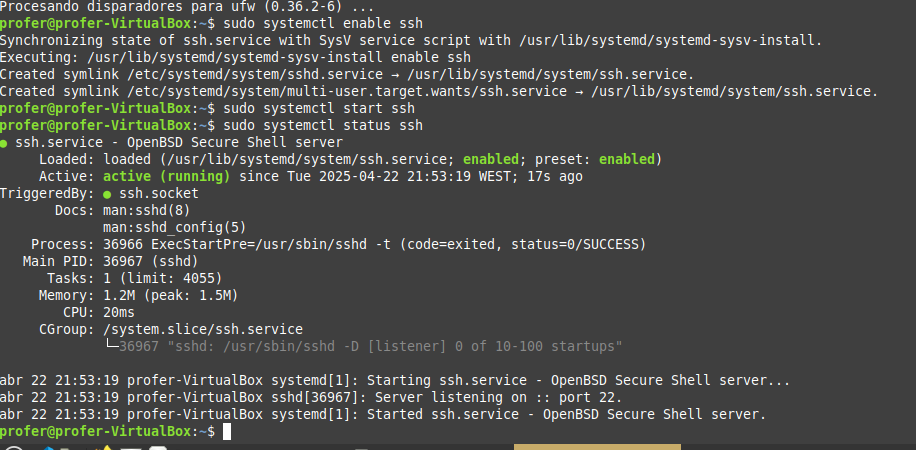 Procesando disparadores para ufw (0.36.2-6) ...
profer@profer-VirtualBox:~$ sudo systemctl enable ssh
Synchronizing state of ssh.service with SysV service script with /usr/lib/systemd/systemd-sysv-install.
Executing: /usr/lib/systemd/systemd-sysv-install enable ssh
Created symlink /etc/systemd/system/sshd.service → /usr/lib/systemd/system/ssh.service.
Created symlink /etc/systemd/system/multi-user.target.wants/ssh.service → /usr/lib/systemd/system/ssh.service.
profer@profer-VirtualBox:~$ sudo systemctl start ssh
profer@profer-VirtualBox:~$ sudo systemctl status ssh
● ssh.service - OpenBSD Secure Shell server
Loaded: loaded (/usr/lib/systemd/system/ssh.service; enabled; preset: enabled)
Active: active (running) since Tue 2025-04-22 21:53:19 WEST; 17s ago
TriggeredBy: ● ssh.socket
Docs: man:sshd(8)
man:sshd_config(5)
Process: 36966 ExecStartPre=/usr/sbin/sshd -t (code=exited, status=0/SUCCESS)
Main PID: 36967 (sshd)
Tasks: 1 (limit: 4055)
Memory: 1.2M (peak: 1.5M)
CPU: 20ms
CGroup: /system.slice/ssh.service
└─36967 "sshd: /usr/sbin/sshd -D [listener] 0 of 10-100 startups"
abr 22 21:53:19 profer-VirtualBox systemd[1]: Starting ssh.service - OpenBSD Secure Shell server...
abr 22 21:53:19 profer-VirtualBox sshd[36967]: Server listening on :: port 22.
abr 22 21:53:19 profer-VirtualBox systemd[1]: Started ssh.service - OpenBSD Secure Shell server.
profer@profer-VirtualBox:~$